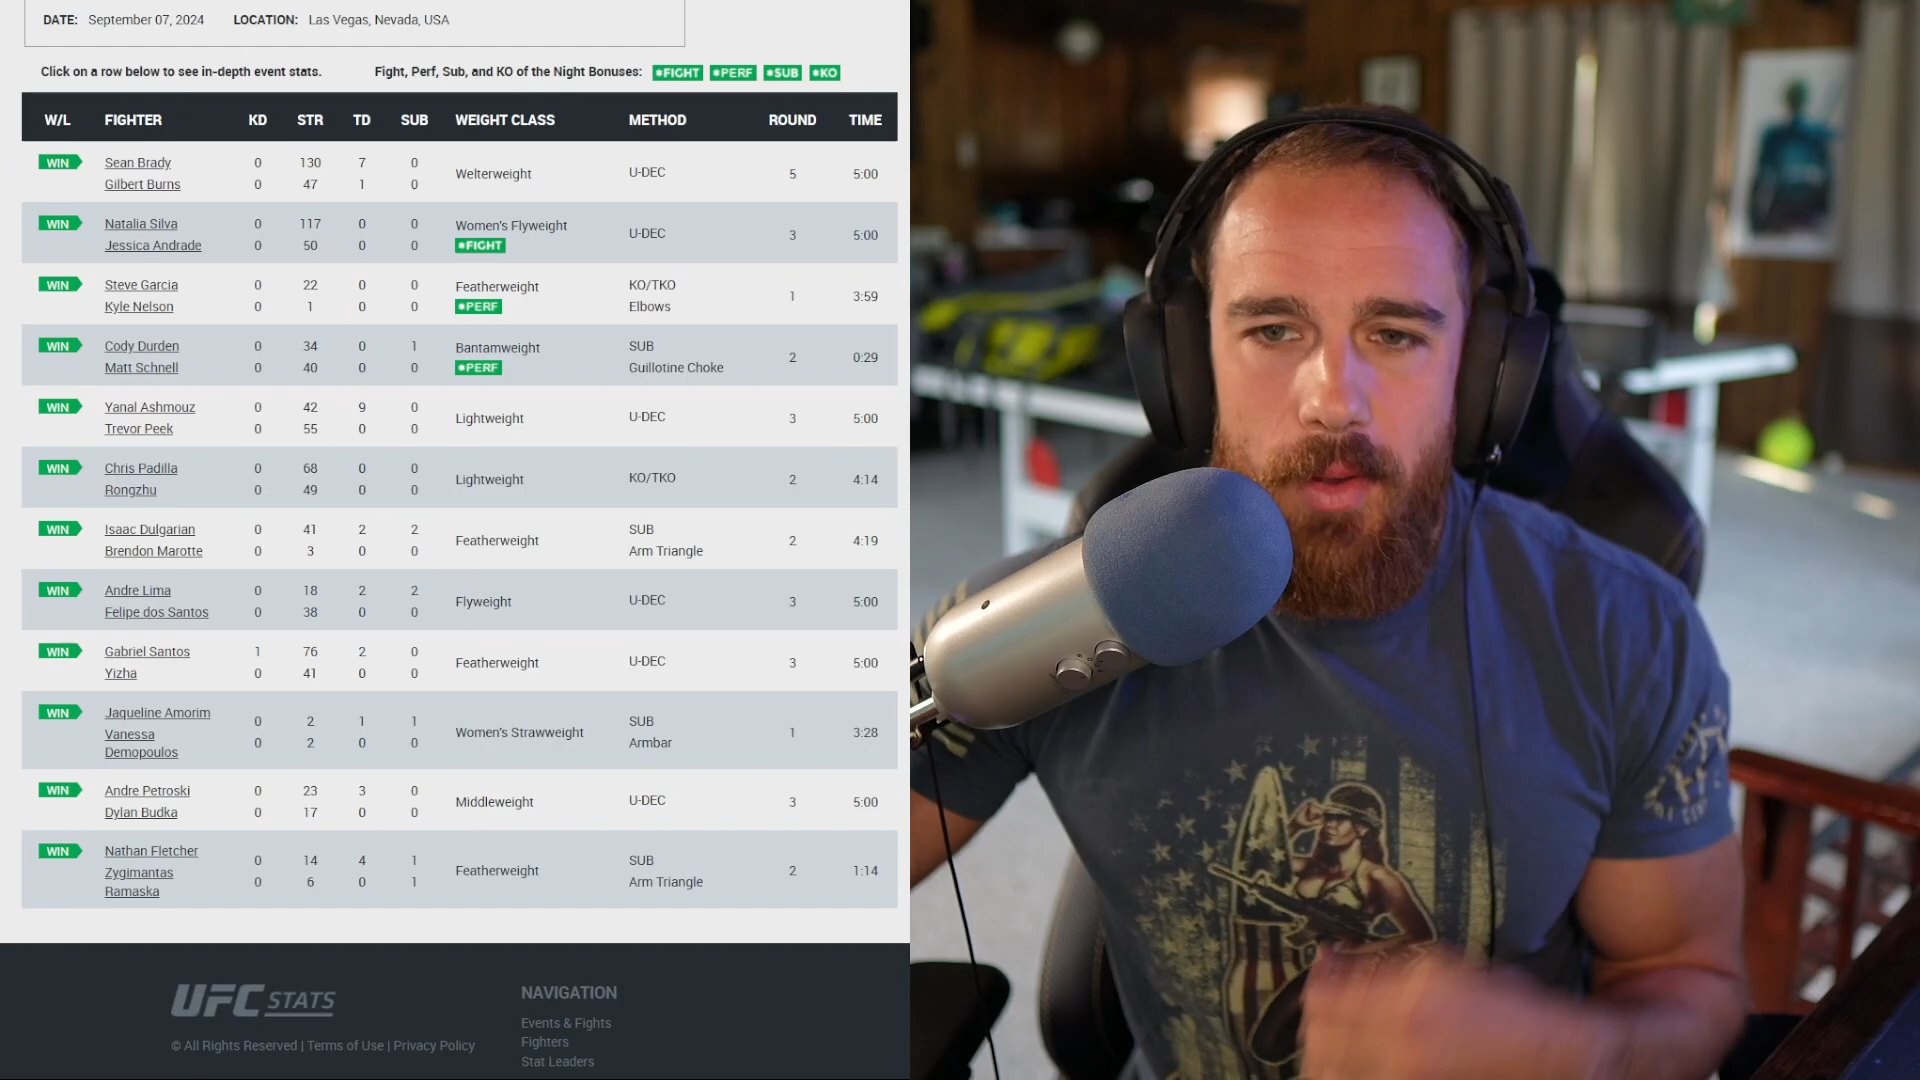 DATE: September 07, 2024 LOCATION: Las Vegas, Nevada, USA
Click on a row below to see in-depth event stats. Fight, Perf, Sub, and KO of the Night Bonuses: FIGHT PERF SUB KO
W/L FIGHTER KD STR TD SUB WEIGHT CLASS METHOD ROUND TIME
WIN Sean Brady 0 130 7 0 Welterweight U-DEC 5 5:00
Gilbert Burns 0 47 1 0
WIN Natalia Silva 0 117 0 0 Women's Flyweight U-DEC 3 5:00
Jessica Andrade 0 50 0 0 FIGHT
WIN Steve Garcia 0 22 0 0 Featherweight KO/TKO 1 3:59
Kyle Nelson 0 1 0 0 PERF Elbows
WIN Cody Durden 0 34 0 1 Bantamweight SUB 2 0:29
Matt Schnell 0 40 0 0 PERF Guillotine Choke
WIN Yanal Ashmouz 0 42 9 0 Lightweight U-DEC 3 5:00
Trevor Peek 0 55 0 0
WIN Chris Padilla 0 68 0 0 Lightweight KO/TKO 2 4:14
Rongzhu 0 49 0 0
WIN Isaac Dulgarian 0 41 2 2 Featherweight SUB 2 4:19
Brendon Marotte 0 3 0 0 Arm Triangle
WIN Andre Lima 0 18 2 2 Flyweight U-DEC 3 5:00
Felipe dos Santos 0 38 0 0
WIN Gabriel Santos 1 76 2 0 Featherweight U-DEC 3 5:00
Yizha 0 41 0 0
WIN Jaqueline Amorim 0 2 1 1 Women's Strawweight SUB 1 3:28
Vanessa
Demopoulos 0 2 0 0 Armbar
WIN Andre Petroski 0 23 3 0 Middleweight U-DEC 3 5:00
Dylan Budka 0 17 0 0
WIN Nathan Fletcher 0 14 4 1 Featherweight SUB 2 1:14
Zygimantas
Ramaska 0 6 0 1 Arm Triangle
UFC STATS
© All Rights Reserved | Terms of Use | Privacy Policy
NAVIGATION
Events & Fights
Fighters
Stat Leaders